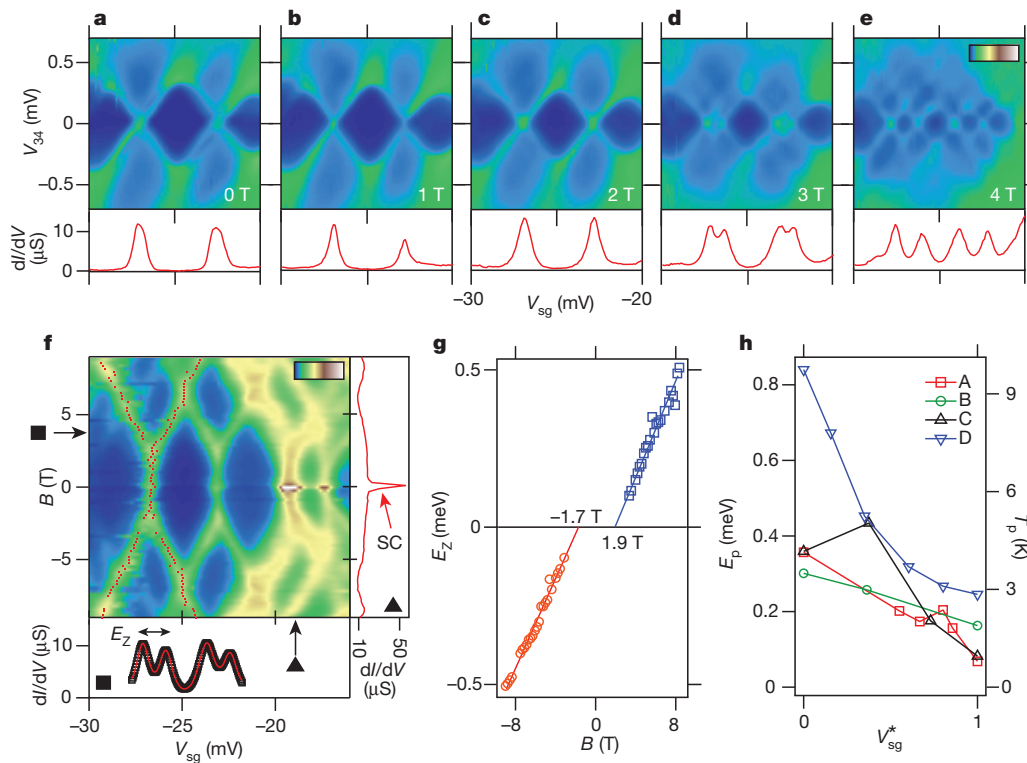 a b c d e
0.5
0
−0.5
V34 (mV)
0 T 1 T 2 T 3 T 4 T
10
0
dI/dV (μS)
−30 −20
Vsg (mV)
f g h
5
0
−5
B (T)
SC
EZ
10
0
dI/dV (μS)
−30 −25 −20
Vsg (mV)
10 50
dI/dV (μS)
0.5
0
−0.5
EZ (meV)
−1.7 T
1.9 T
−8 0 8
B (T)
A
B
C
D
0.8
0.6
0.4
0.2
0
Ep (meV)
9
6
3
0
Tp (K)
0 1
V*sg